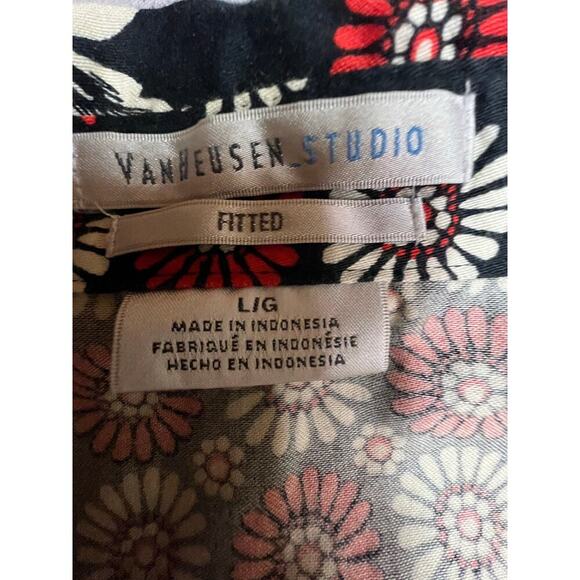 VANHEUSEN_STUDIO
FITTED
L/G
MADE IN INDONESIA
FABRIQUÉ EN INDONÉSIE
HECHO EN INDONESIA